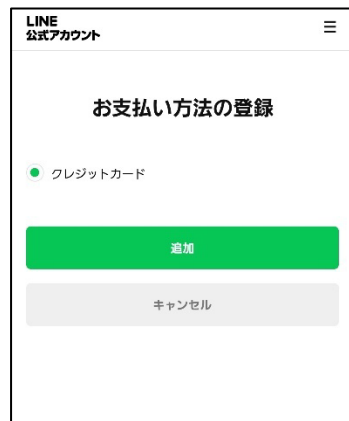 LINE
公式アカウント
お支払い方法の登録
クレジットカード
追加
キャンセル